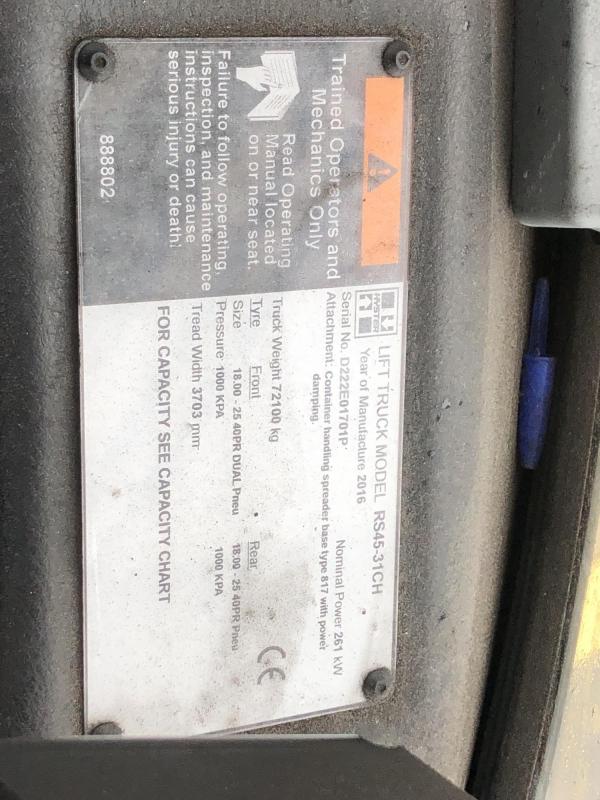 Trained Operators and
Mechanics Only
Read Operating
Manual located
on or near seat.
Failure to follow operating,
inspection, and maintenance
instructions can cause
serious injury or death!
888802
HYSTER
LIFT TRUCK MODEL RS45-31CH
Year of Manufacture 2016 Nominal Power 261 kW
Serial No. D222E01701P
Attachment: Container handling spreader base type 817 with power
damping.
Truck Weight 72100 kg
Tyre Front Rear
Size 18.00 - 25 40PR DUAL Pneu 18.00 - 25 40PR Pneu
Pressure 1000 KPA 1000 KPA
Tread Width 3703 mm
FOR CAPACITY SEE CAPACITY CHART
CE